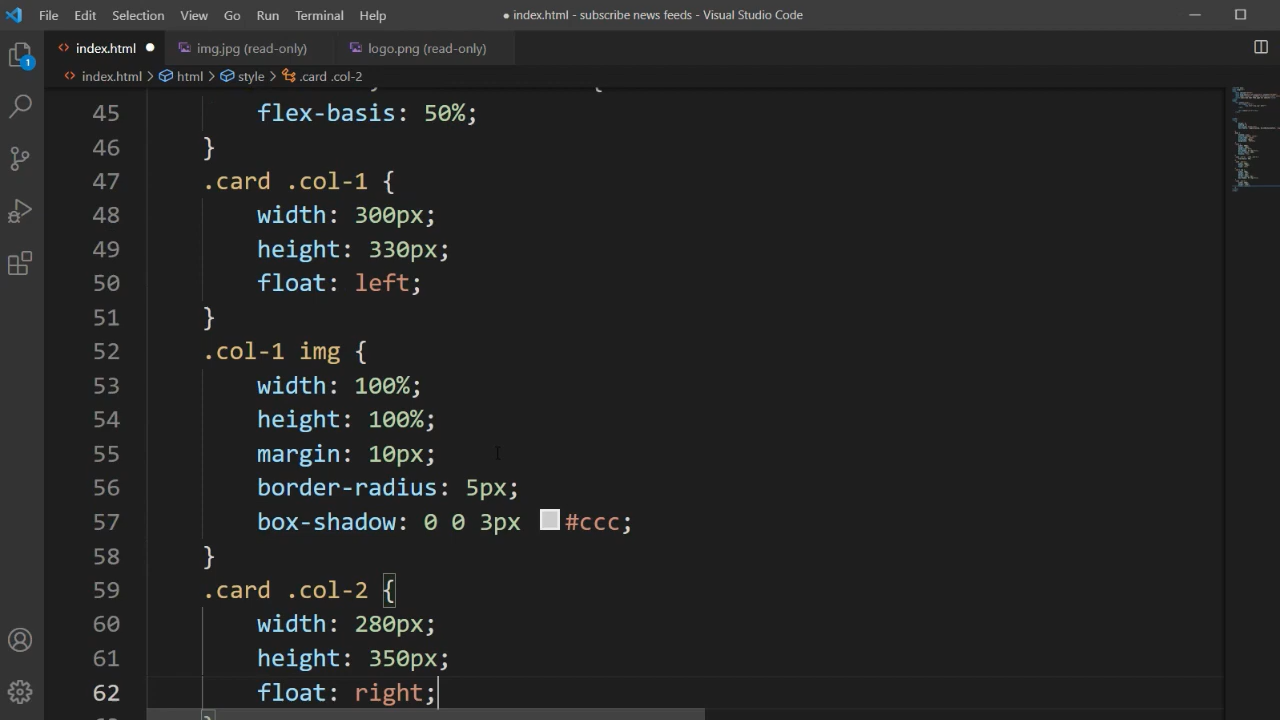 File Edit Selection View Go Run Terminal Help ● index.html - subscribe news feeds - Visual Studio Code
index.html img.jpg (read-only) logo.png (read-only)
index.html > html > style > .card .col-2
1
45 flex-basis: 50%;
46 }
47 .card .col-1 {
48 width: 300px;
49 height: 330px;
50 float: left;
51 }
52 .col-1 img {
53 width: 100%;
54 height: 100%;
55 margin: 10px;
56 border-radius: 5px;
57 box-shadow: 0 0 3px #ccc;
58 }
59 .card .col-2 {
60 width: 280px;
61 height: 350px;
62 float: right;